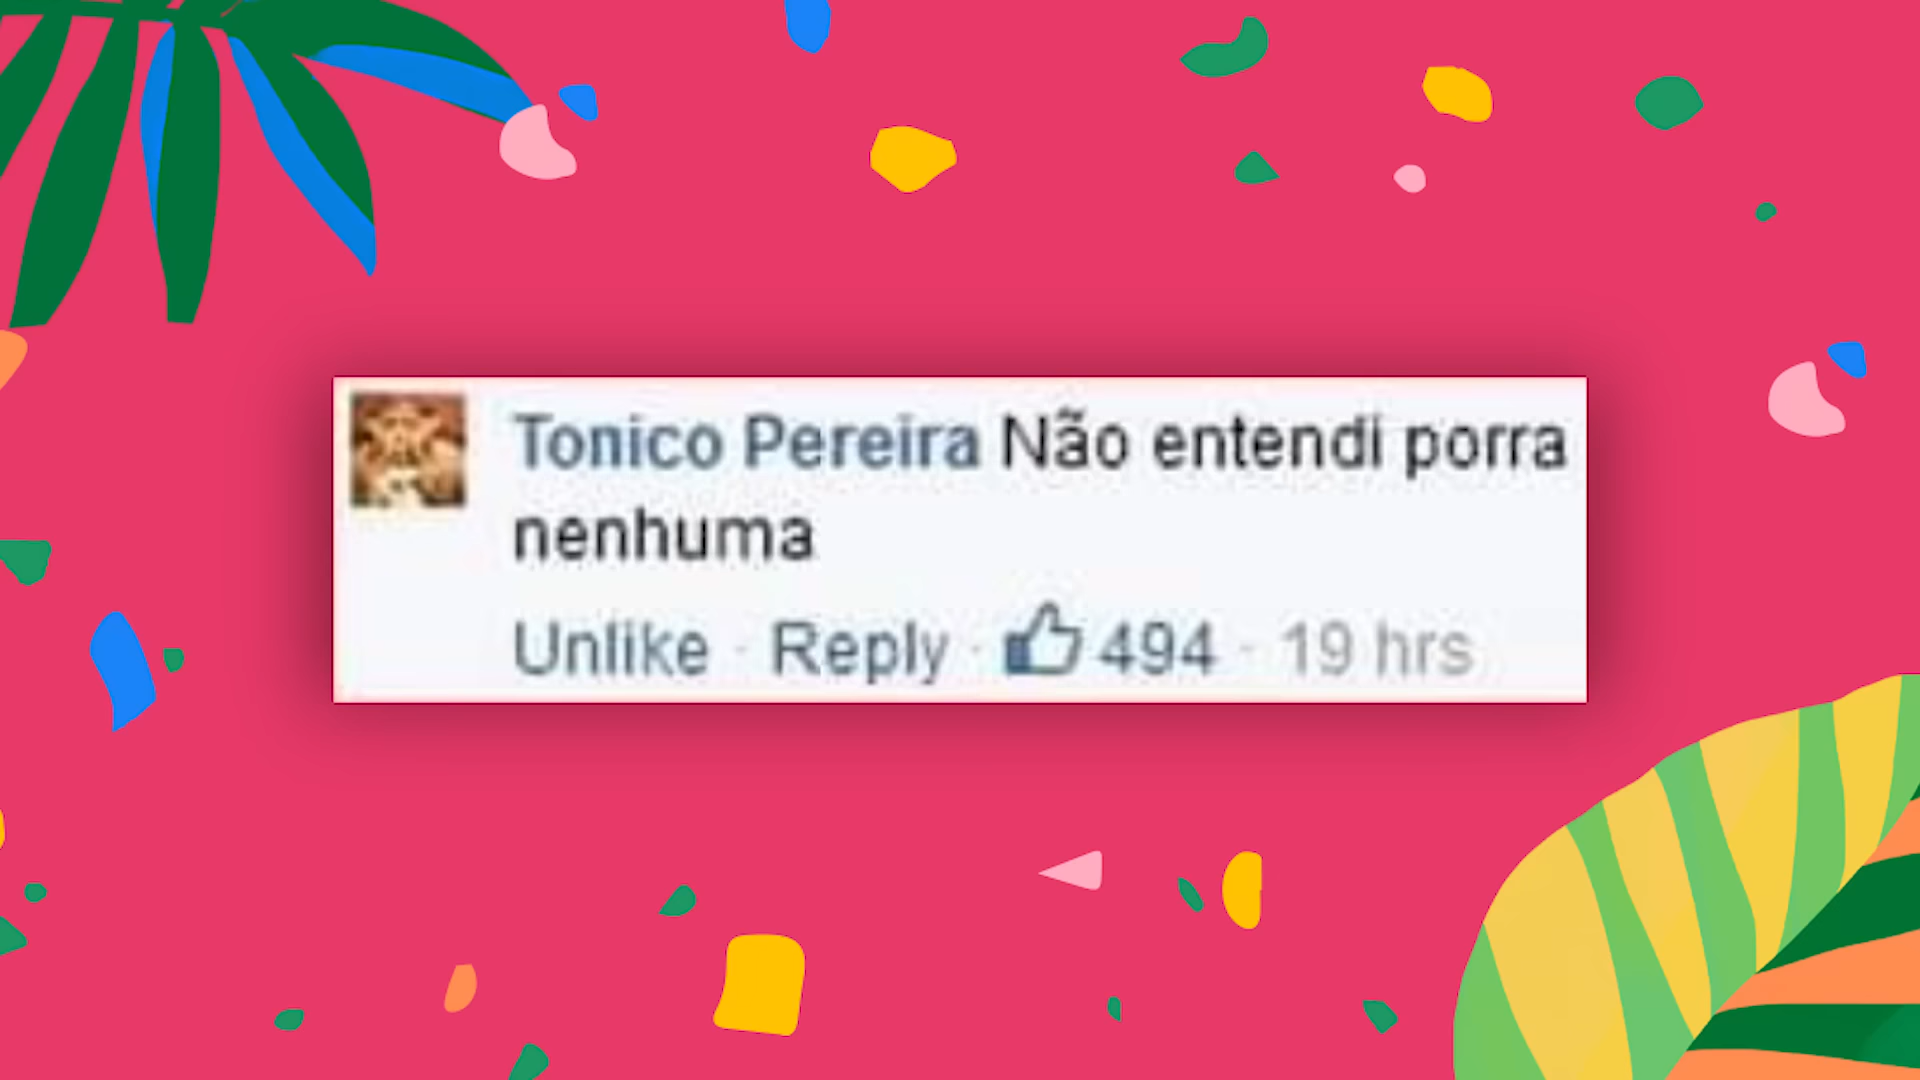 Tonico Pereira Não entendi porra
nenhuma
Unlike · Reply · 494 · 19 hrs